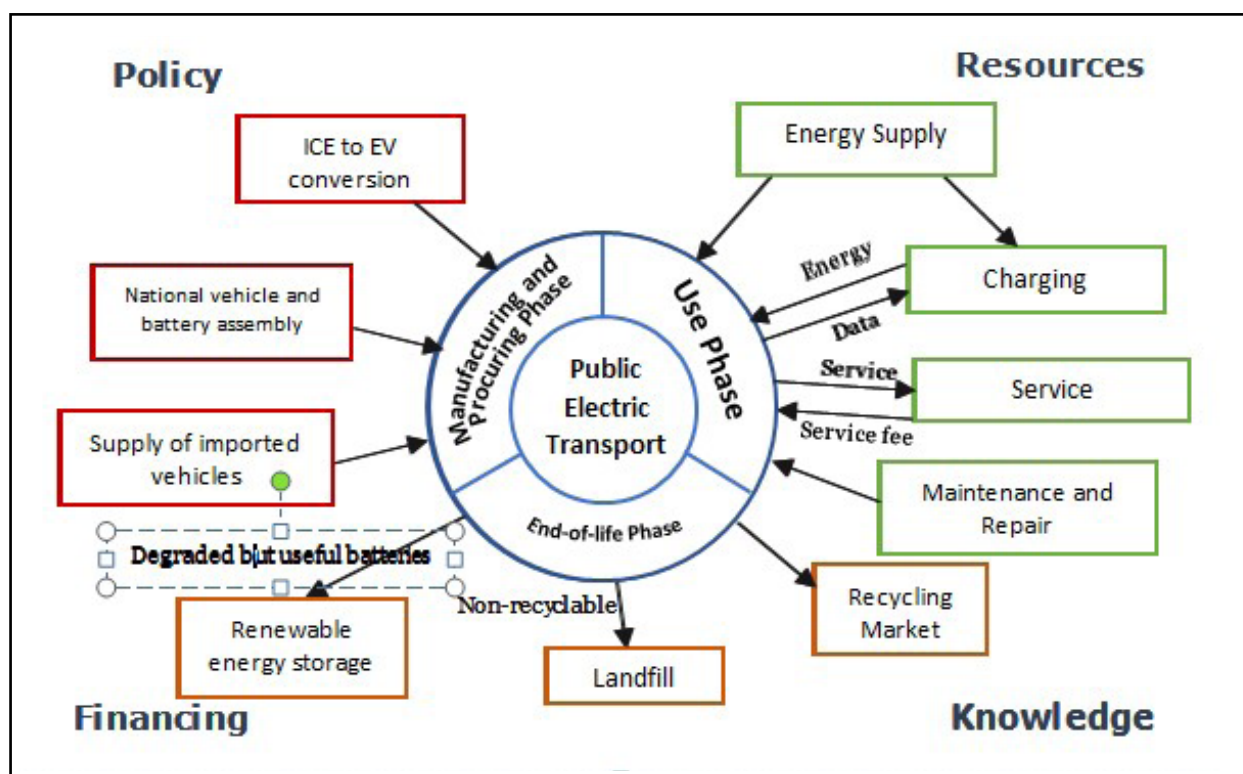 Policy
Resources
ICE to EV
conversion
Energy Supply
National vehicle and
battery assembly
Energy
Charging
Data
Manufacturing and
Procuring Phase
Use Phase
Public
Electric
Transport
Service
Service
Service fee
Supply of imported
vehicles
Maintenance and
Repair
End-of-life Phase
Degraded but useful batteries
Non-recyclable
Renewable
energy storage
Recycling
Market
Landfill
Financing
Knowledge